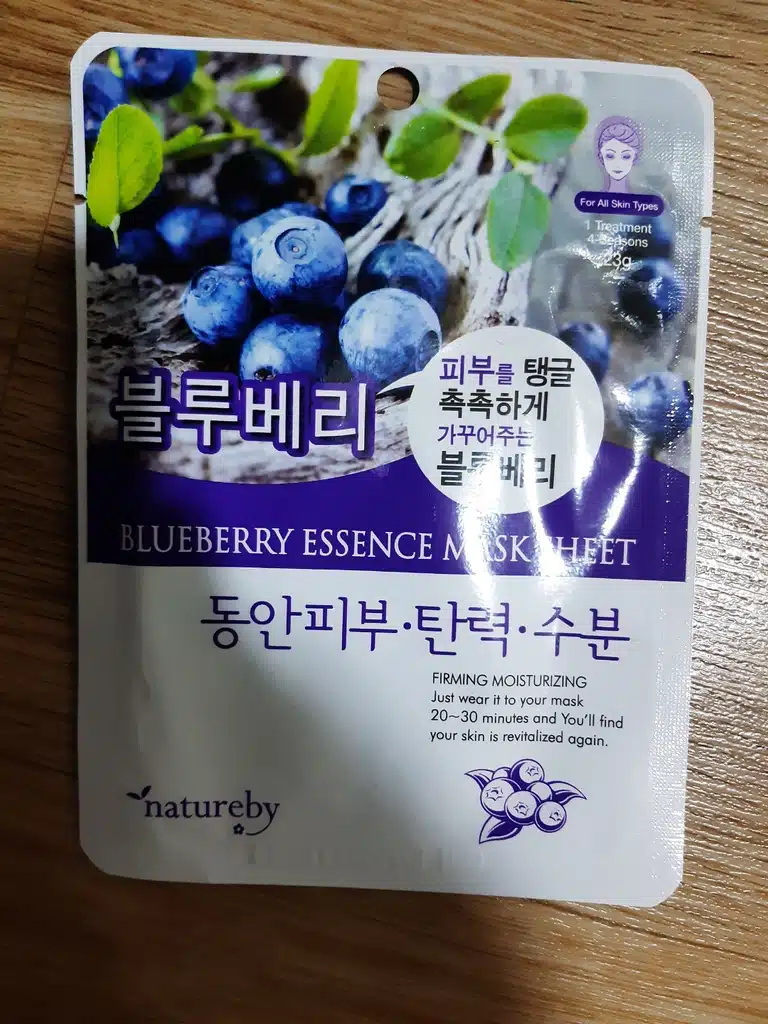 For All Skin Types
1 Treatment
4 Seasons
23g
피부를 탱글
촉촉하게
가꾸어주는
블루베리
블루베리
BLUEBERRY ESSENCE MASK SHEET
동안피부·탄력·수분
FIRMING MOISTURIZING
Just wear it to your mask
20~30 minutes and You'll find
your skin is revitalized again.
natureby